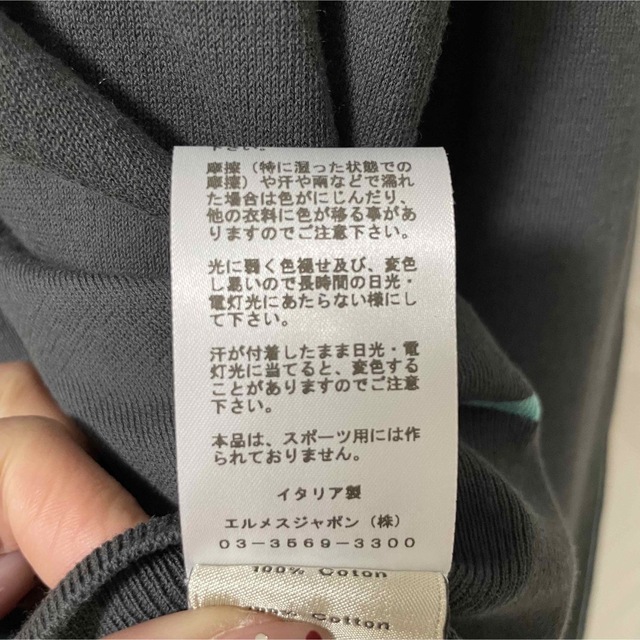 下さい。
摩擦（特に湿った状態での
摩擦）や汗や雨などで濡れ
た場合は色がにじんだり、
他の衣料に色が移る事があ
りますのでご注意下さい。
光に弱く色褪せ及び、変色
し易いので長時間の日光・
電灯光にあたらない様にし
て下さい。
汗が付着したまま日光・電
灯光に当てると、変色する
ことがありますのでご注意
下さい。
本品は、スポーツ用には作
られておりません。
イタリア製
エルメスジャポン（株）
０３－３５６９－３３００
100% Coton
100% Cotton